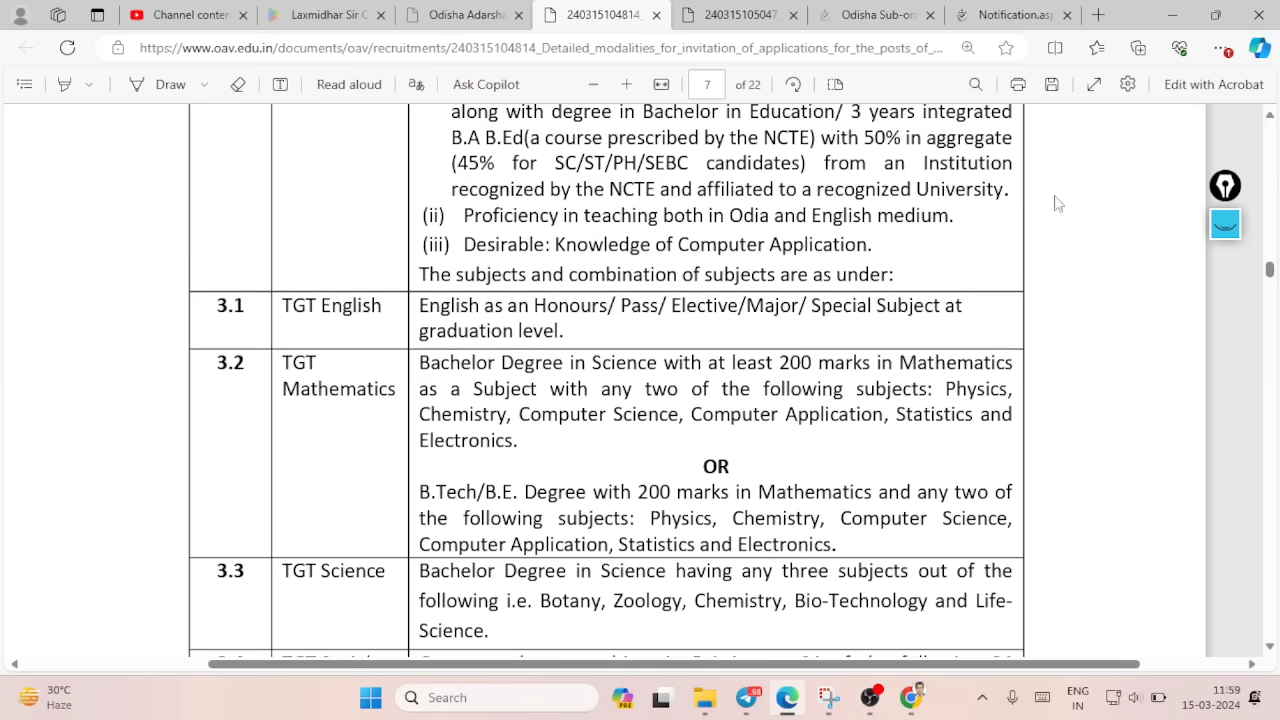 Channel conten
Laxmidhar Sir C
Odisha Adarsha
240315104814_
240315105047_
Odisha Sub-ord
Notification.asp
https://www.oav.edu.in/documents/oav/recruitments/240315104814_Detailed_modalities_for_invitation_of_applications_for_the_posts_of_...
Draw
Read aloud
Ask Copilot
7
of 22
Edit with Acrobat
along with degree in Bachelor in Education/ 3 years integrated
B.A B.Ed(a course prescribed by the NCTE) with 50% in aggregate
(45% for SC/ST/PH/SEBC candidates) from an Institution
recognized by the NCTE and affiliated to a recognized University.
(ii) Proficiency in teaching both in Odia and English medium.
(iii) Desirable: Knowledge of Computer Application.
The subjects and combination of subjects are as under:
3.1 TGT English English as an Honours/ Pass/ Elective/Major/ Special Subject at
graduation level.
3.2 TGT Bachelor Degree in Science with at least 200 marks in Mathematics
Mathematics as a Subject with any two of the following subjects: Physics,
Chemistry, Computer Science, Computer Application, Statistics and
Electronics.
OR
B.Tech/B.E. Degree with 200 marks in Mathematics and any two of
the following subjects: Physics, Chemistry, Computer Science,
Computer Application, Statistics and Electronics.
3.3 TGT Science Bachelor Degree in Science having any three subjects out of the
following i.e. Botany, Zoology, Chemistry, Bio-Technology and Life-
Science.
30°C
Haze
Search
PRE
98
ENG
IN
11:59
15-03-2024